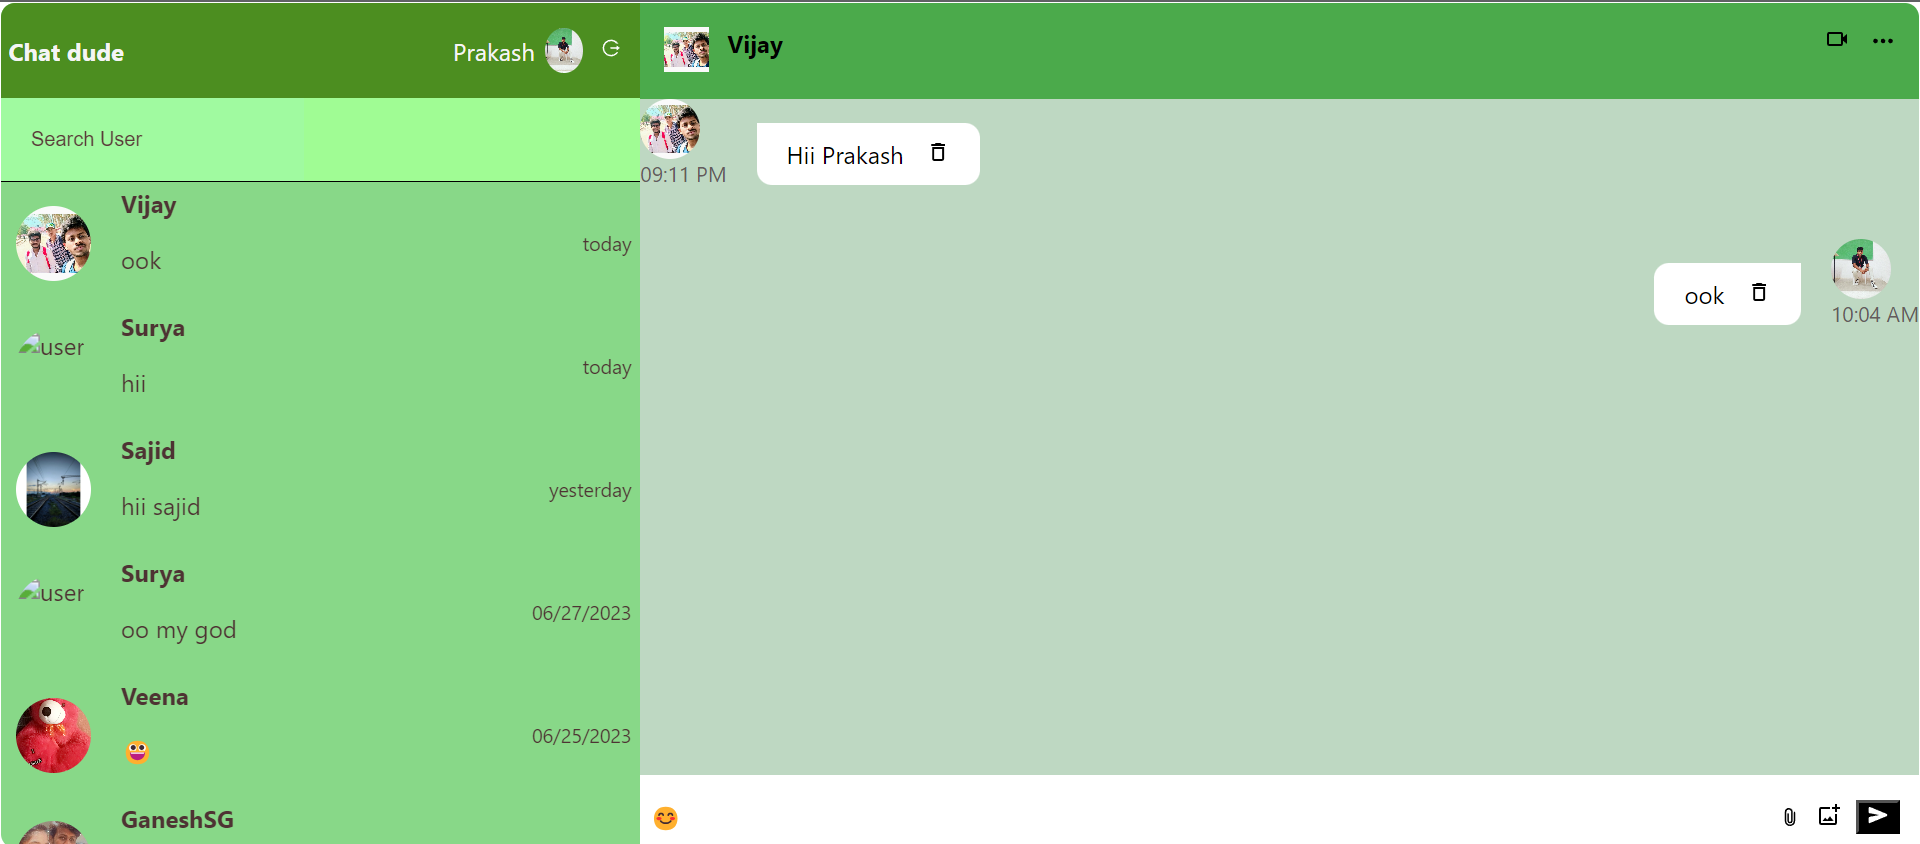 Chat dude
Prakash
Search User
Vijay
ook
today
user
Surya
hii
today
Sajid
hii sajid
yesterday
user
Surya
oo my god
06/27/2023
Veena
06/25/2023
GaneshSG
Vijay
Hii Prakash
09:11 PM
ook
10:04 AM